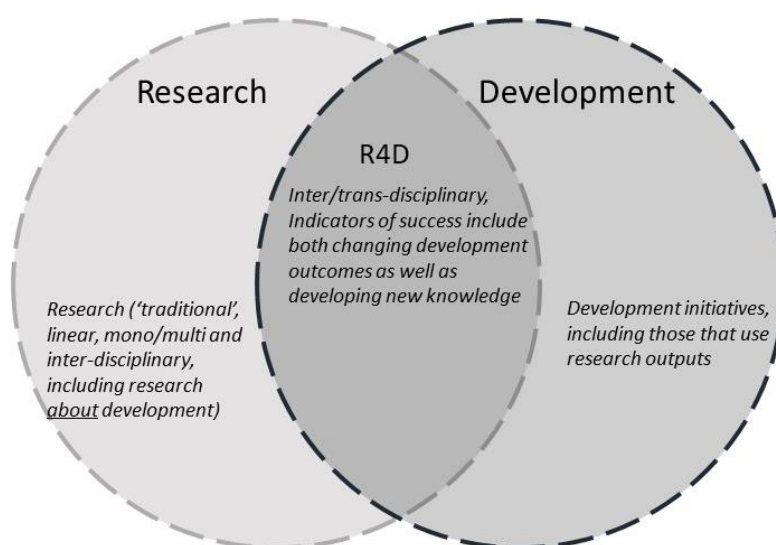 Research
Development
R4D
Inter/trans-disciplinary,
Indicators of success include
both changing development
outcomes as well as
developing new knowledge
Research (‘traditional’,
linear, mono/multi and
inter-disciplinary,
including research
about development)
Development initiatives,
including those that use
research outputs